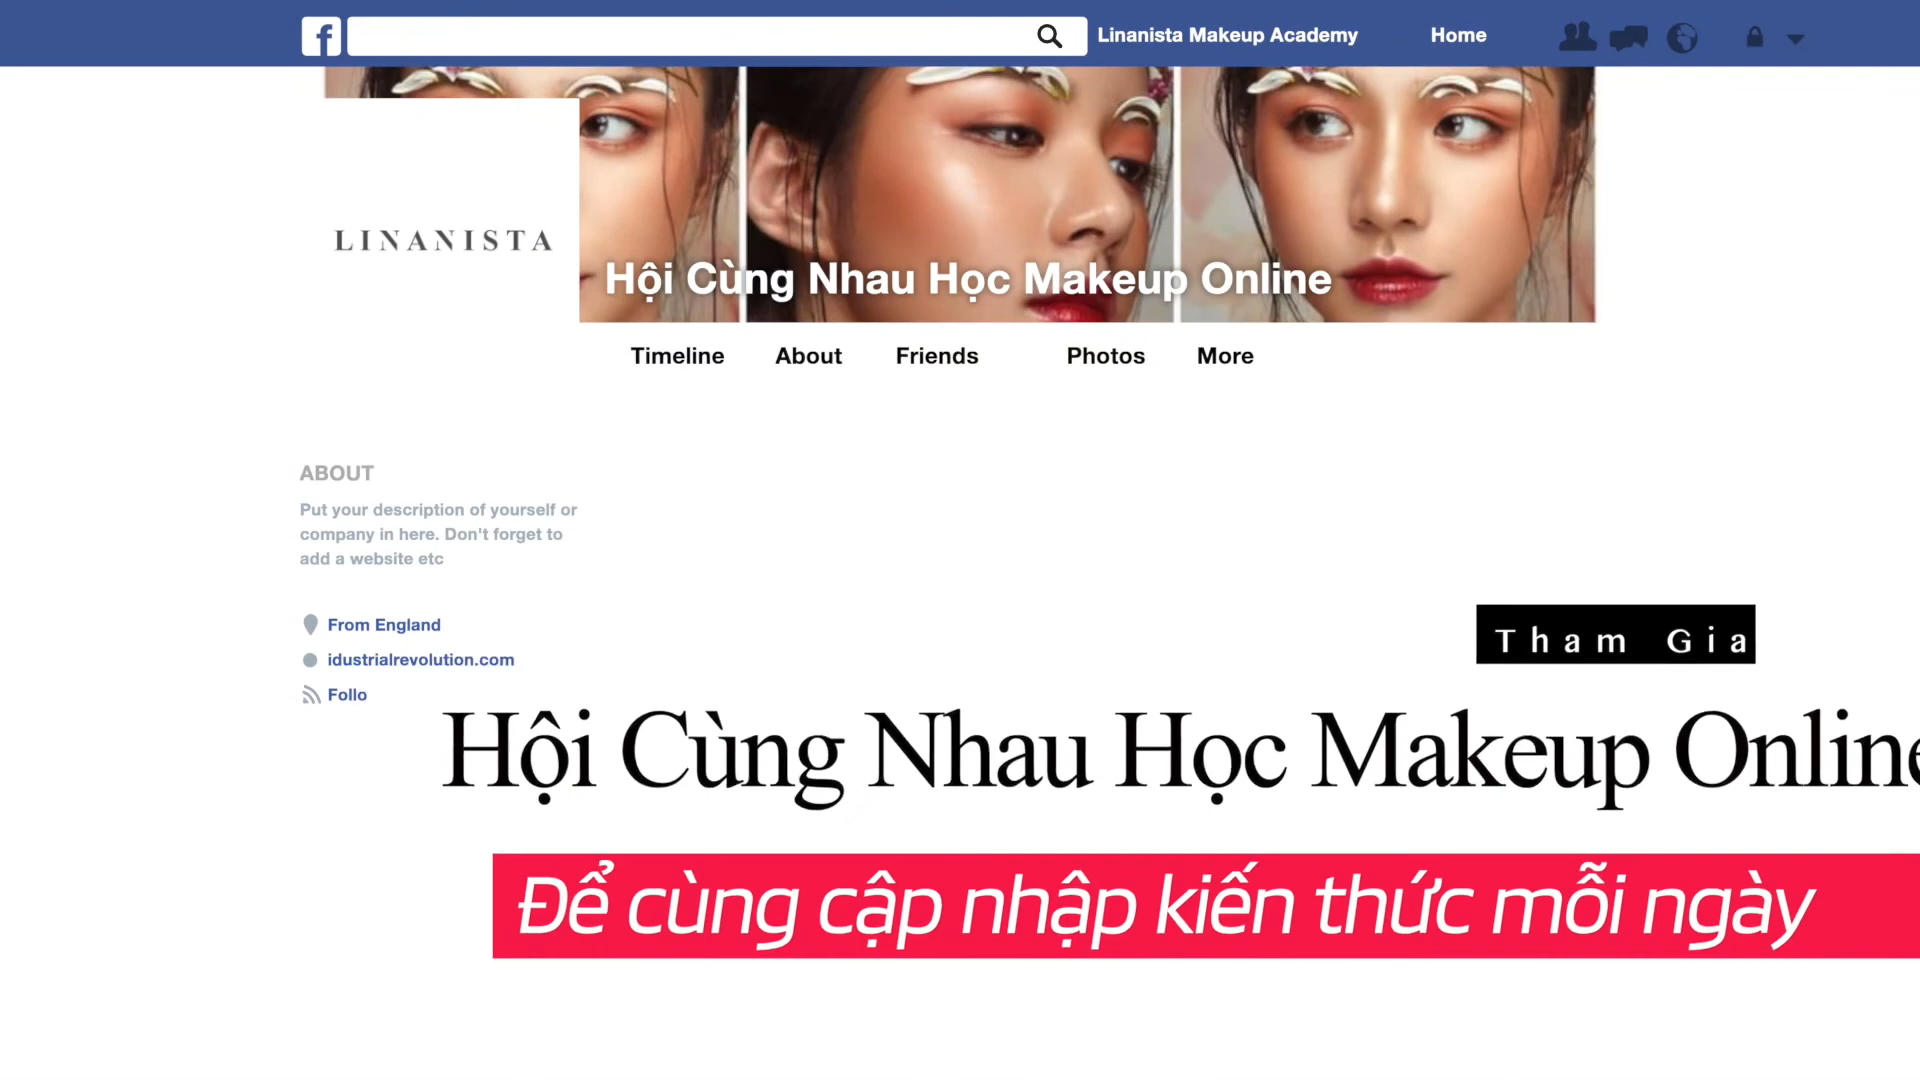 f
Linanista Makeup Academy
Home
LINANISTA
Hội Cùng Nhau Học Makeup Online
Timeline
About
Friends
Photos
More
ABOUT
Put your description of yourself or
company in here. Don't forget to
add a website etc
From England
idustrialrevolution.com
Follo
Tham Gia
Hội Cùng Nhau Học Makeup Online
Để cùng cập nhập kiến thức mỗi ngày